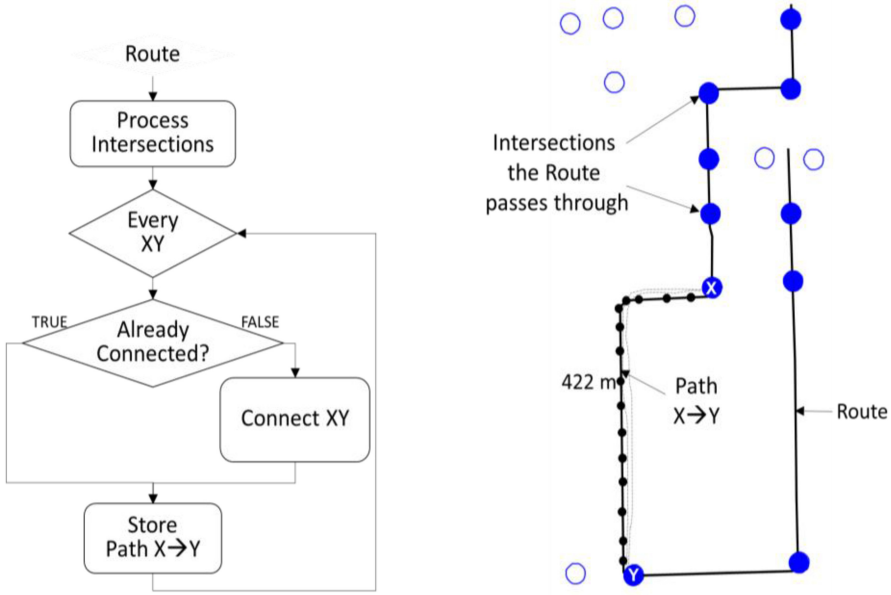 Route
Process
Intersections
Every
XY
TRUE
Already
Connected?
FALSE
Connect XY
Store
Path X→Y
Intersections
the Route
passes through
X
422 m
Path
X→Y
Route
Y